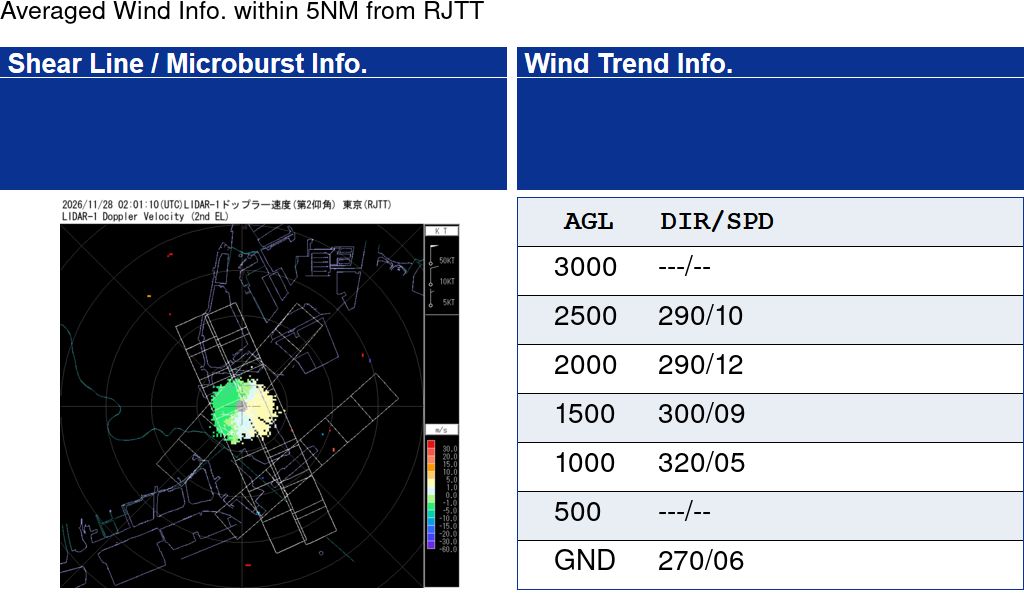 Averaged Wind Info. within 5NM from RJTT
Shear Line / Microburst Info.
Wind Trend Info.
2026/11/28 02:01:10(UTC)LIDAR-1ドップラー速度(第2仰角) 東京(RJTT)
LIDAR-1 Doppler Velocity (2nd EL)
KT
50KT
10KT
5KT
m/s
30.0
20.0
15.0
10.0
5.0
1.0
0.0
-1.0
-5.0
-10.0
-15.0
-20.0
-30.0
-60.0
AGL DIR/SPD
3000 ---/--
2500 290/10
2000 290/12
1500 300/09
1000 320/05
500 ---/--
GND 270/06